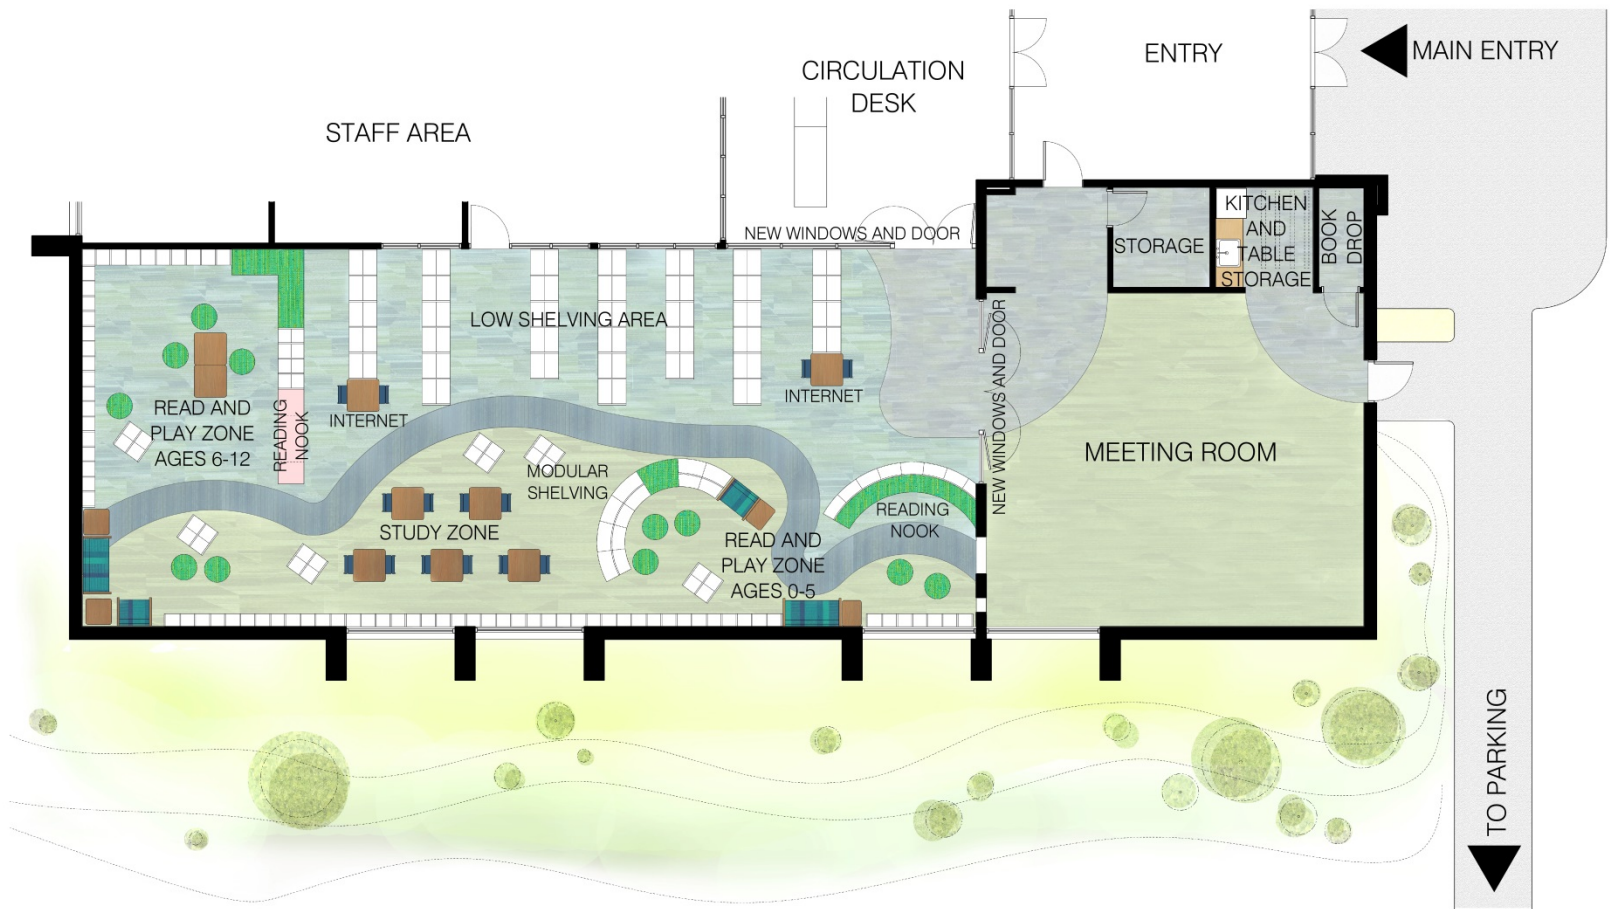 ENTRY
MAIN ENTRY
CIRCULATION
DESK
STAFF AREA
NEW WINDOWS AND DOOR
KITCHEN
AND
TABLE
STORAGE
BOOK
DROP
STORAGE
LOW SHELVING AREA
NEW WINDOWS AND DOOR
INTERNET
INTERNET
READ AND
PLAY ZONE
AGES 6-12
READING
NOOK
MEETING ROOM
MODULAR
SHELVING
STUDY ZONE
READING
NOOK
READ AND
PLAY ZONE
AGES 0-5
TO PARKING